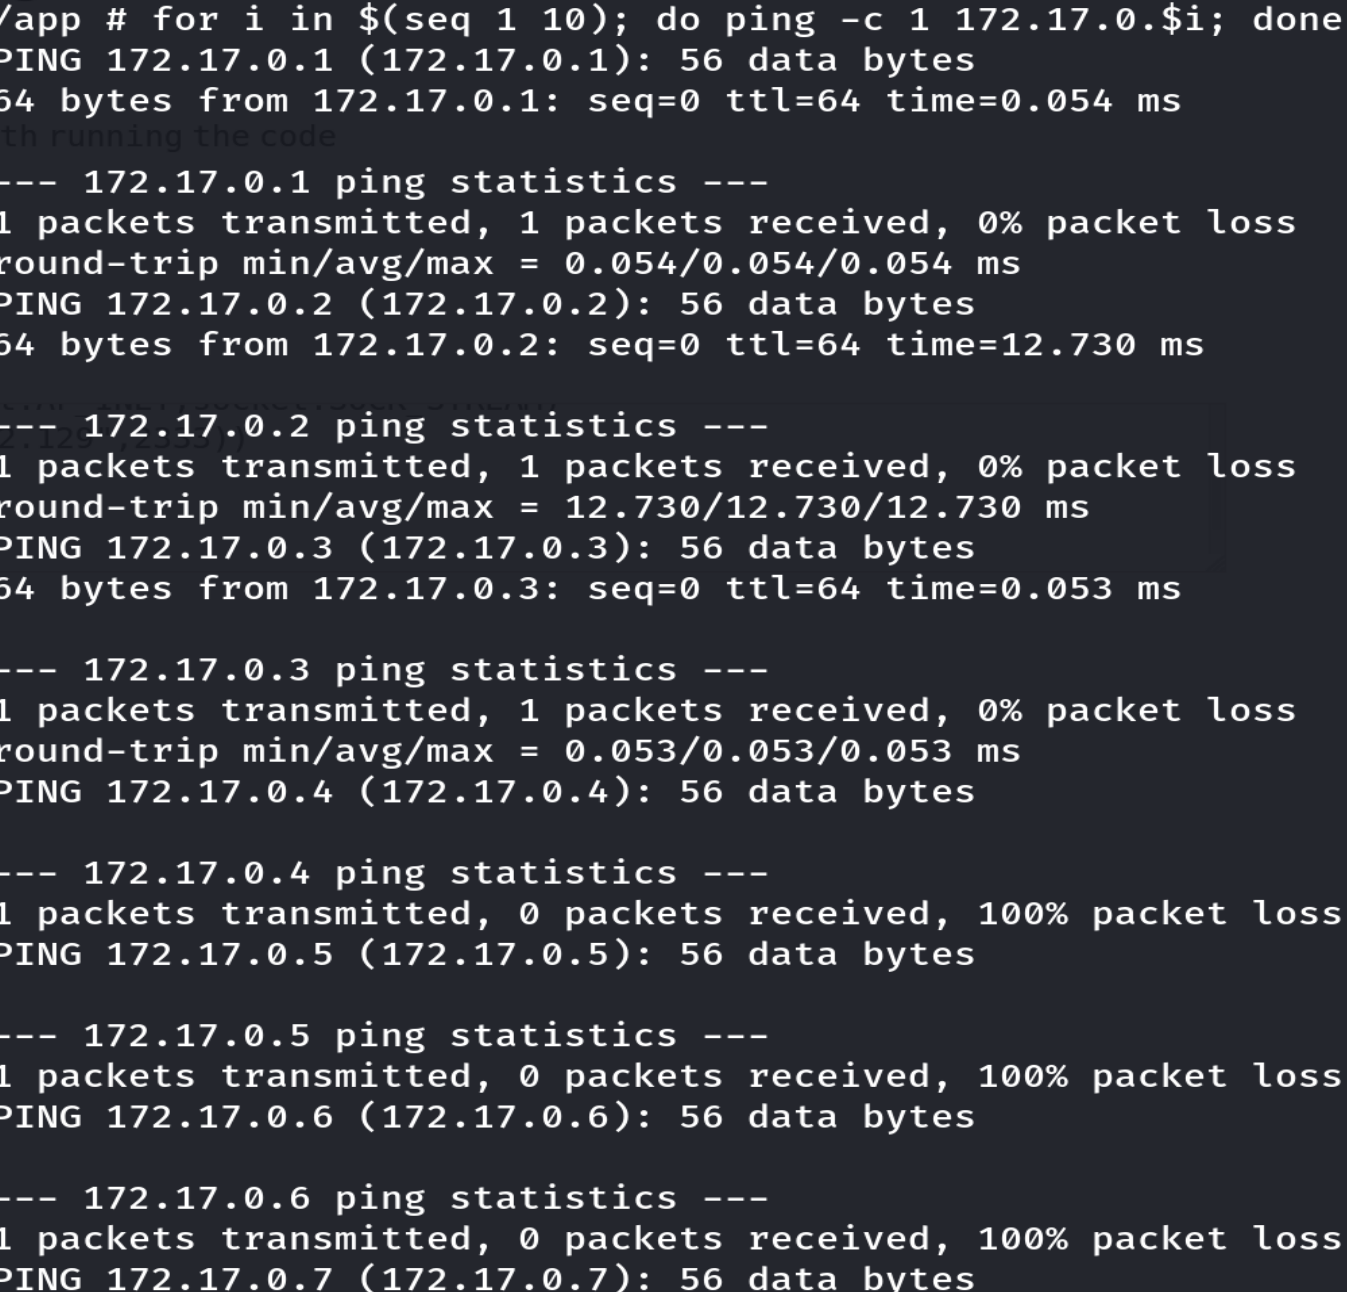 /app # for i in $(seq 1 10); do ping -c 1 172.17.0.$i; done
PING 172.17.0.1 (172.17.0.1): 56 data bytes
64 bytes from 172.17.0.1: seq=0 ttl=64 time=0.054 ms
th running the code
--- 172.17.0.1 ping statistics ---
1 packets transmitted, 1 packets received, 0% packet loss
round-trip min/avg/max = 0.054/0.054/0.054 ms
PING 172.17.0.2 (172.17.0.2): 56 data bytes
64 bytes from 172.17.0.2: seq=0 ttl=64 time=12.730 ms
--- 172.17.0.2 ping statistics ---
1 packets transmitted, 1 packets received, 0% packet loss
round-trip min/avg/max = 12.730/12.730/12.730 ms
PING 172.17.0.3 (172.17.0.3): 56 data bytes
64 bytes from 172.17.0.3: seq=0 ttl=64 time=0.053 ms
--- 172.17.0.3 ping statistics ---
1 packets transmitted, 1 packets received, 0% packet loss
round-trip min/avg/max = 0.053/0.053/0.053 ms
PING 172.17.0.4 (172.17.0.4): 56 data bytes
--- 172.17.0.4 ping statistics ---
1 packets transmitted, 0 packets received, 100% packet loss
PING 172.17.0.5 (172.17.0.5): 56 data bytes
--- 172.17.0.5 ping statistics ---
1 packets transmitted, 0 packets received, 100% packet loss
PING 172.17.0.6 (172.17.0.6): 56 data bytes
--- 172.17.0.6 ping statistics ---
1 packets transmitted, 0 packets received, 100% packet loss
PING 172.17.0.7 (172.17.0.7): 56 data bytes